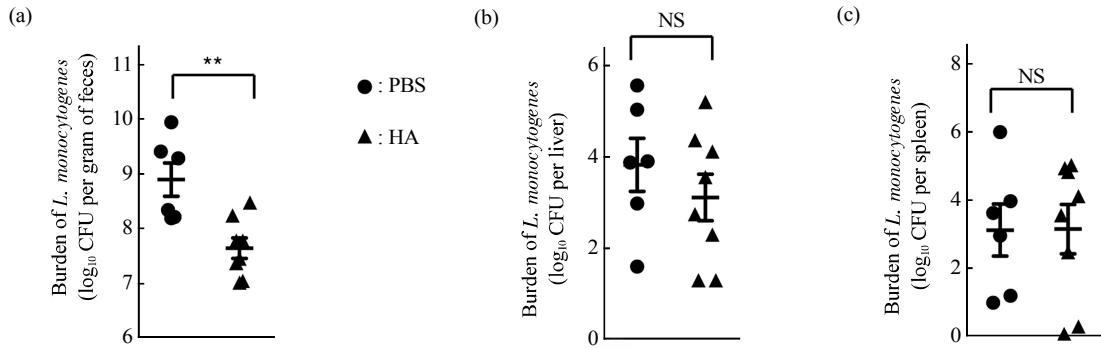 (a)
Burden of L. monocytogenes
(log₁₀ CFU per gram of feces)
11
10
9
8
7
6
**
● : PBS
▲ : HA
(b)
Burden of L. monocytogenes
(log₁₀ CFU per liver)
6
4
2
0
NS
(c)
Burden of L. monocytogenes
(log₁₀ CFU per spleen)
8
6
4
2
0
NS